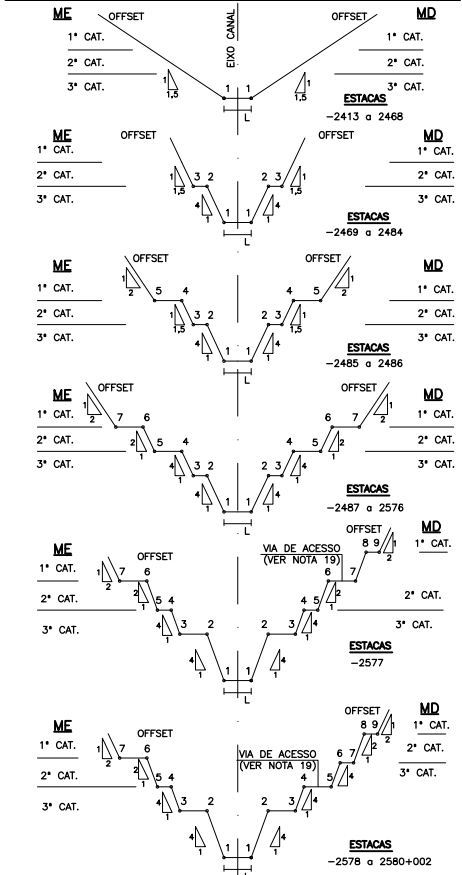 ME OFFSET EIXO CANAL OFFSET MD
1ª CAT. 1ª CAT.
2ª CAT. 2ª CAT.
3ª CAT. 1 1,5 1 1 1 1,5 3ª CAT.
L
ESTACAS
-2413 a 2468
ME OFFSET OFFSET MD
1ª CAT. 1ª CAT.
2ª CAT. 1 1,5 3 2 2 3 1 1,5 2ª CAT.
3ª CAT. 4 1 1 1 4 1 3ª CAT.
L
ESTACAS
-2469 a 2484
ME OFFSET OFFSET MD
1 2 1 2
1ª CAT. 5 4 4 5 1ª CAT.
2ª CAT. 1 1,5 3 2 2 3 1 1,5 2ª CAT.
3ª CAT. 4 1 1 1 4 1 3ª CAT.
L
ESTACAS
-2485 a 2486
ME OFFSET OFFSET MD
1 2 1 2
1ª CAT. 7 6 6 7 1ª CAT.
2ª CAT. 2 1 5 4 4 5 2 1 2ª CAT.
3ª CAT. 4 1 3 2 2 3 4 1 3ª CAT.
4 1 1 1 4 1
L
ESTACAS
-2487 a 2576
ME OFFSET OFFSET MD
VIA DE ACESSO
(VER NOTA 19)
8 9 1 2 1ª CAT.
1ª CAT. 1 2 7 6 6 7
2ª CAT. 2 1 5 4 4 5 2 1 2ª CAT.
3ª CAT. 4 1 3 2 2 3 4 1 3ª CAT.
4 1 1 1 1 4
L
ESTACAS
-2577
ME OFFSET OFFSET MD
8 9 1 2 1ª CAT.
1ª CAT. 1 2 7 6 VIA DE ACESSO
(VER NOTA 19)
6 7 1 2 2ª CAT.
2ª CAT. 2 1 5 4 4 5 4 1 3ª CAT.
3ª CAT. 4 1 3 2 2 3 4 1
4 1 1 1 4 1
L
ESTACAS
-2578 a 2580+002